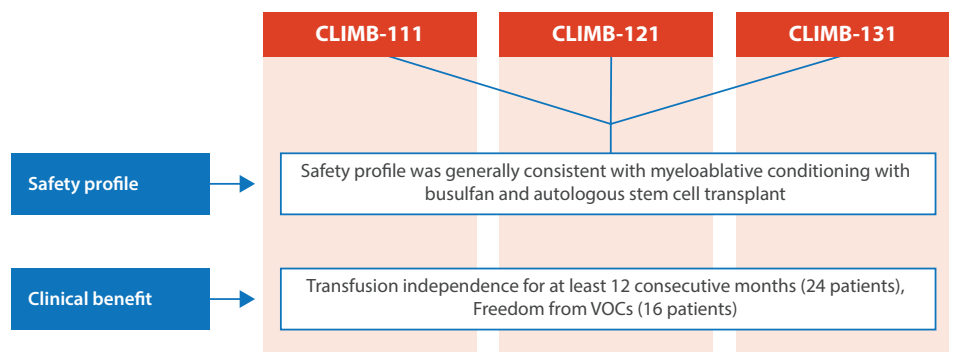 CLIMB-111
CLIMB-121
CLIMB-131
Safety profile
Safety profile was generally consistent with myeloablative conditioning with
busulfan and autologous stem cell transplant
Clinical benefit
Transfusion independence for at least 12 consecutive months (24 patients),
Freedom from VOCs (16 patients)